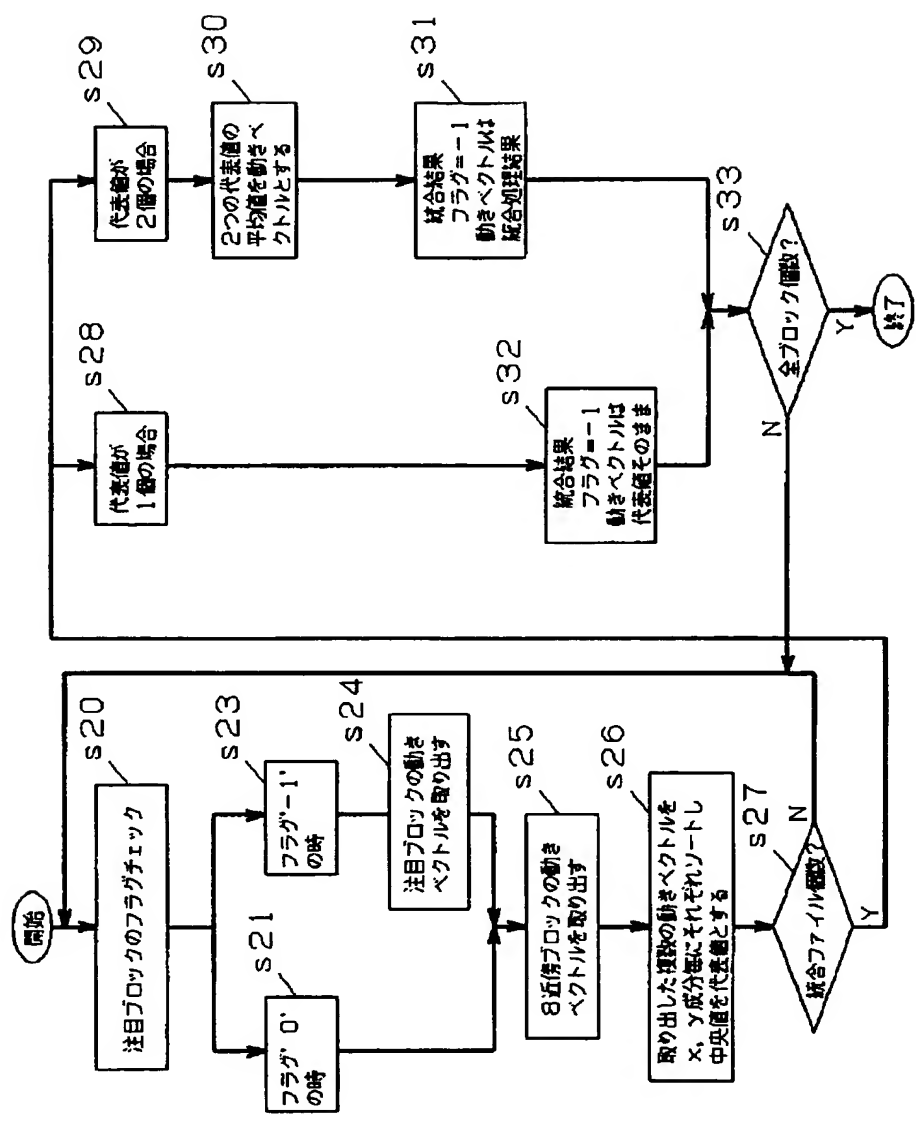 開始
s20
注目ブロックのフラグチェック
s21
フラグ'0'
の時
s23
フラグ'-1'
の時
s24
注目ブロックの動き
ベクトルを取り出す
s25
8近傍ブロックの動き
ベクトルを取り出す
s26
取り出した複数の動きベクトルを
x, y成分毎にそれぞれソートし
中央値を代表値とする
s27
統合ファイル個数?
N
Y
s28
代表値が
1個の場合
s29
代表値が
2個の場合
s30
2つの代表値の
平均値を動きベ
クトルとする
s31
統合結果
フラグ=-1
動きベクトルは
統合処理結果
s32
統合結果
フラグ=-1
動きベクトルは
代表値そのまま
s33
全ブロック個数?
N
Y
終了